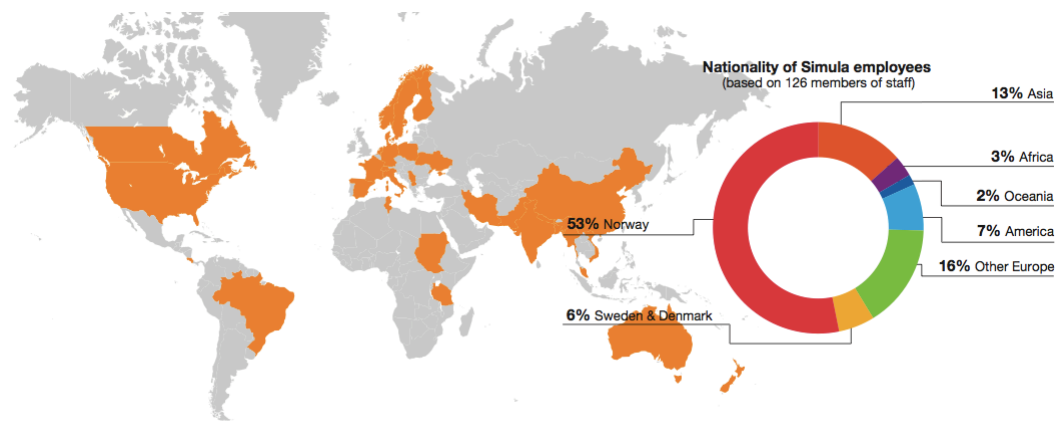 Nationality of Simula employees
(based on 126 members of staff)
13% Asia
3% Africa
2% Oceania
53% Norway
7% America
16% Other Europe
6% Sweden & Denmark